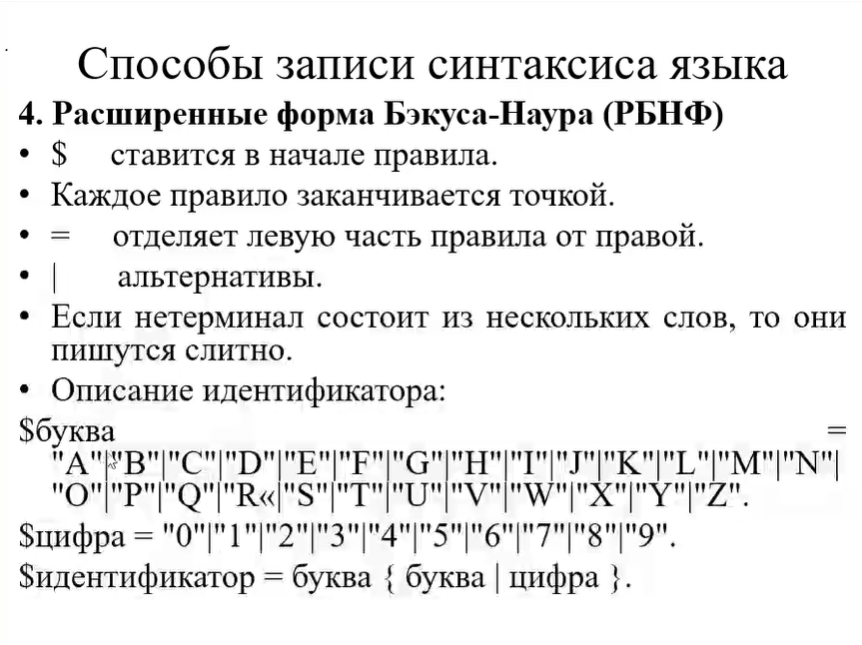 Способы записи синтаксиса языка
4. Расширенные форма Бэкуса-Наура (РБНФ)
• $ ставится в начале правила.
• Каждое правило заканчивается точкой.
• = отделяет левую часть правила от правой.
• | альтернативы.
• Если нетерминал состоит из нескольких слов, то они
пишутся слитно.
• Описание идентификатора:
$буква =
"A"|"B"|"C"|"D"|"E"|"F"|"G"|"H"|"I"|"J"|"K"|"L"|"M"|"N"|
"O"|"P"|"Q"|"R«|"S"|"T"|"U"|"V"|"W"|"X"|"Y"|"Z".
$цифра = "0"|"1"|"2"|"3"|"4"|"5"|"6"|"7"|"8"|"9".
$идентификатор = буква { буква | цифра }.